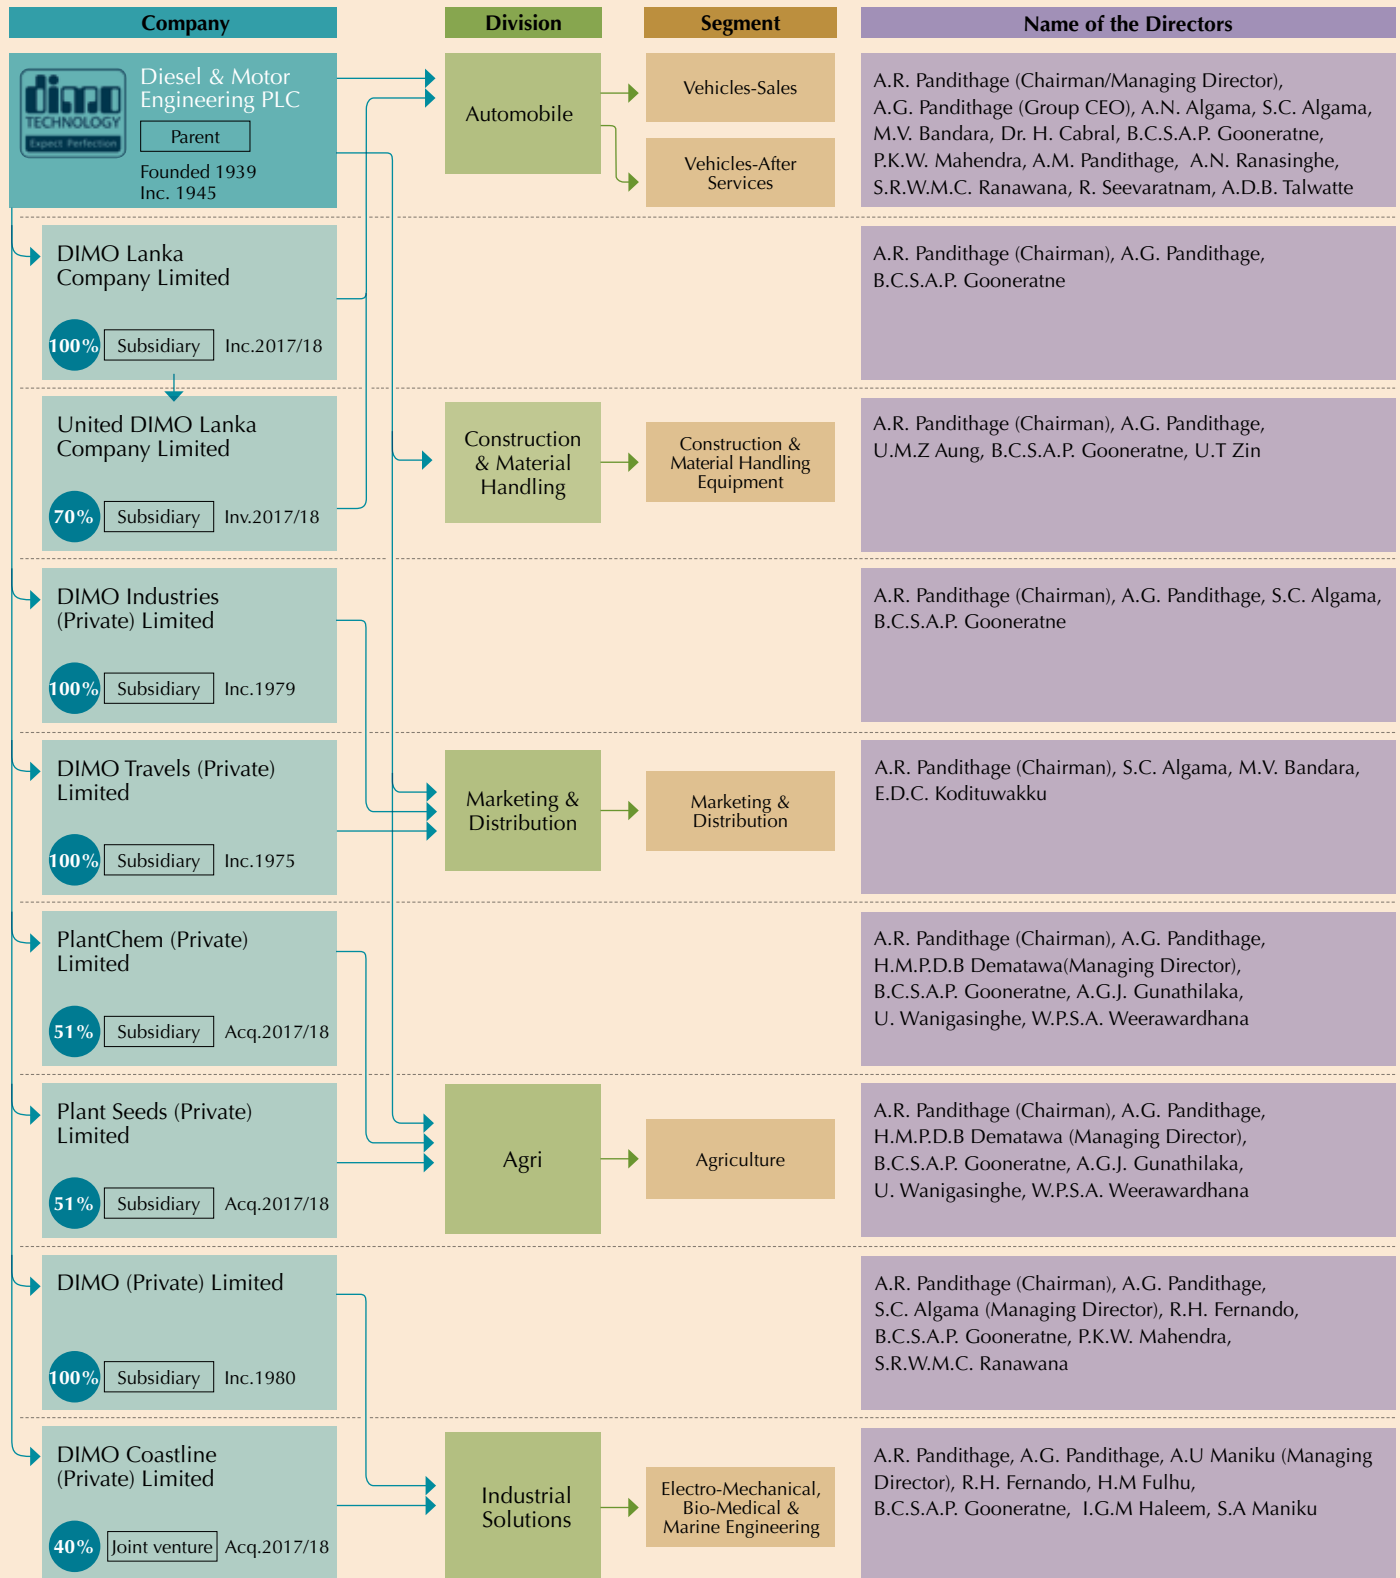 Company
Division
Segment
Name of the Directors
dimo
TECHNOLOGY
Expect Perfection
Diesel & Motor
Engineering PLC
Parent
Founded 1939
Inc. 1945
Automobile
Vehicles-Sales
Vehicles-After
Services
A.R. Pandithage (Chairman/Managing Director),
A.G. Pandithage (Group CEO), A.N. Algama, S.C. Algama,
M.V. Bandara, Dr. H. Cabral, B.C.S.A.P. Gooneratne,
P.K.W. Mahendra, A.M. Pandithage, A.N. Ranasinghe,
S.R.W.M.C. Ranawana, R. Seevaratnam, A.D.B. Talwatte
DIMO Lanka
Company Limited
100% Subsidiary Inc.2017/18
A.R. Pandithage (Chairman), A.G. Pandithage,
B.C.S.A.P. Gooneratne
United DIMO Lanka
Company Limited
70% Subsidiary Inv.2017/18
Construction
& Material
Handling
Construction &
Material Handling
Equipment
A.R. Pandithage (Chairman), A.G. Pandithage,
U.M.Z Aung, B.C.S.A.P. Gooneratne, U.T Zin
DIMO Industries
(Private) Limited
100% Subsidiary Inc.1979
A.R. Pandithage (Chairman), A.G. Pandithage, S.C. Algama,
B.C.S.A.P. Gooneratne
DIMO Travels (Private)
Limited
100% Subsidiary Inc.1975
Marketing &
Distribution
Marketing &
Distribution
A.R. Pandithage (Chairman), S.C. Algama, M.V. Bandara,
E.D.C. Kodituwakku
PlantChem (Private)
Limited
51% Subsidiary Acq.2017/18
A.R. Pandithage (Chairman), A.G. Pandithage,
H.M.P.D.B Dematawa(Managing Director),
B.C.S.A.P. Gooneratne, A.G.J. Gunathilaka,
U. Wanigasinghe, W.P.S.A. Weerawardhana
Plant Seeds (Private)
Limited
51% Subsidiary Acq.2017/18
Agri
Agriculture
A.R. Pandithage (Chairman), A.G. Pandithage,
H.M.P.D.B Dematawa (Managing Director),
B.C.S.A.P. Gooneratne, A.G.J. Gunathilaka,
U. Wanigasinghe, W.P.S.A. Weerawardhana
DIMO (Private) Limited
100% Subsidiary Inc.1980
A.R. Pandithage (Chairman), A.G. Pandithage,
S.C. Algama (Managing Director), R.H. Fernando,
B.C.S.A.P. Gooneratne, P.K.W. Mahendra,
S.R.W.M.C. Ranawana
DIMO Coastline
(Private) Limited
40% Joint venture Acq.2017/18
Industrial
Solutions
Electro-Mechanical,
Bio-Medical &
Marine Engineering
A.R. Pandithage, A.G. Pandithage, A.U Maniku (Managing
Director), R.H. Fernando, H.M Fulhu,
B.C.S.A.P. Gooneratne, I.G.M Haleem, S.A Maniku